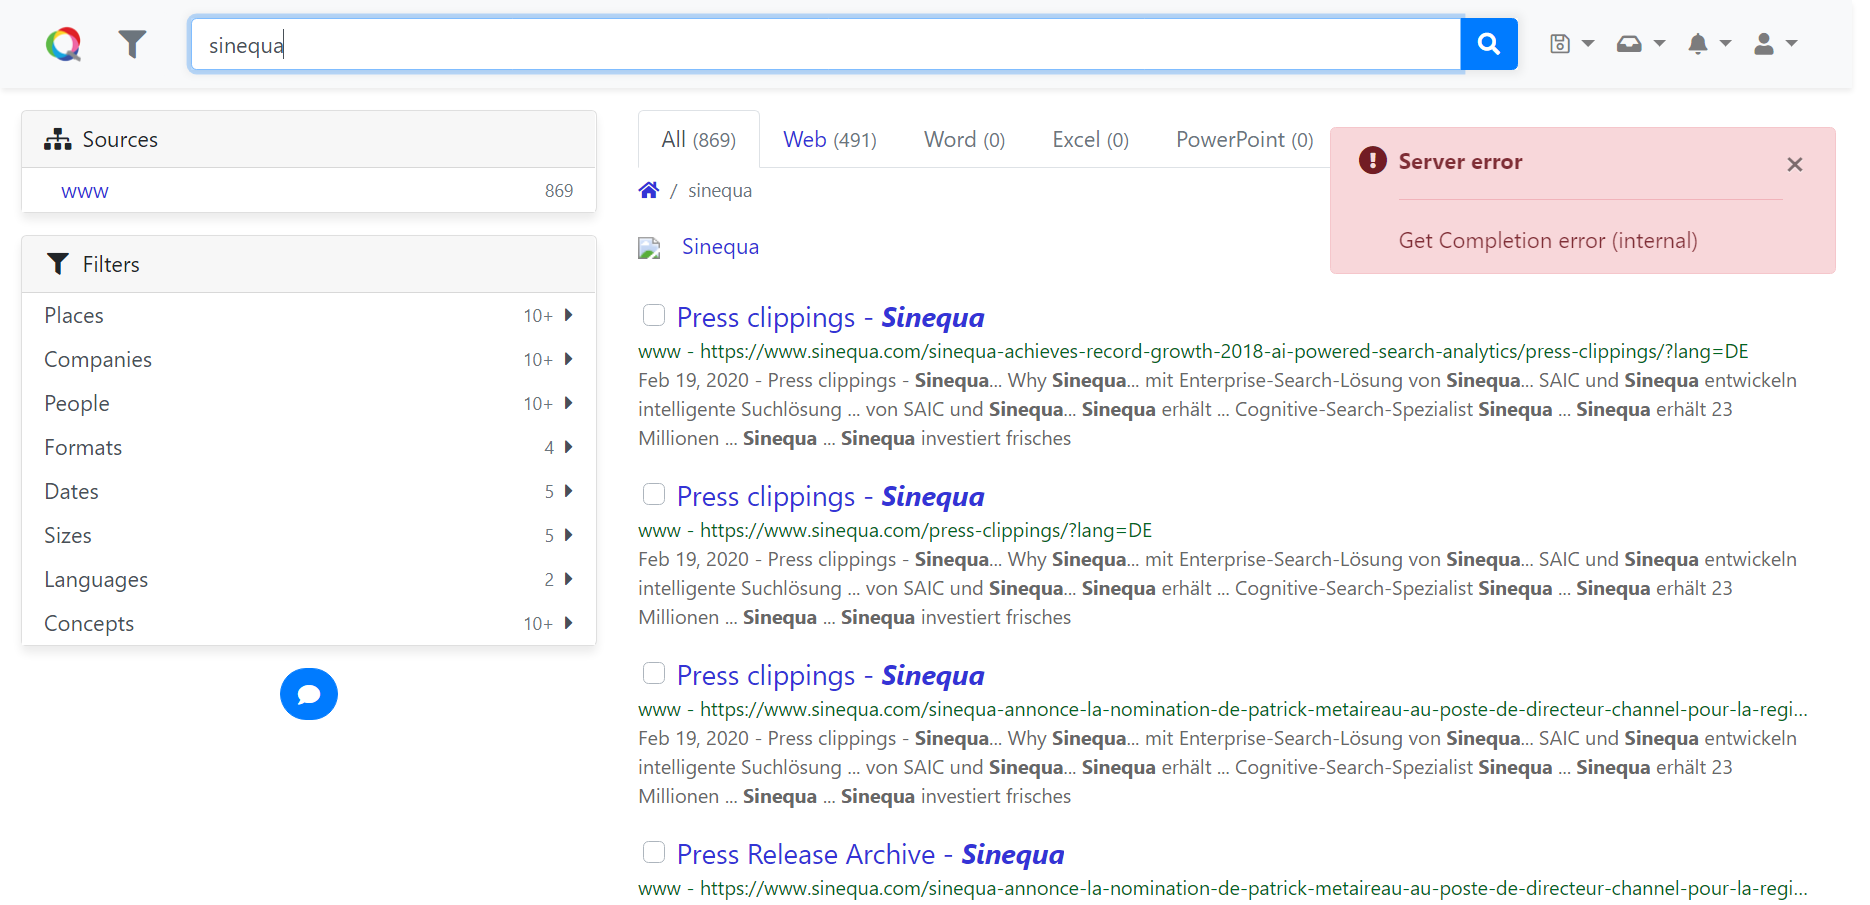 sinequa
Sources
www 869
Filters
Places 10+
Companies 10+
People 10+
Formats 4
Dates 5
Sizes 5
Languages 2
Concepts 10+
All (869) Web (491) Word (0) Excel (0) PowerPoint (0)
/ sinequa
Server error
Get Completion error (internal)
Sinequa
Press clippings - Sinequa
www - https://www.sinequa.com/sinequa-achieves-record-growth-2018-ai-powered-search-analytics/press-clippings/?lang=DE
Feb 19, 2020 - Press clippings - Sinequa... Why Sinequa... mit Enterprise-Search-Lösung von Sinequa... SAIC und Sinequa entwickeln
intelligente Suchlösung ... von SAIC und Sinequa... Sinequa erhält ... Cognitive-Search-Spezialist Sinequa ... Sinequa erhält 23
Millionen ... Sinequa ... Sinequa investiert frisches
Press clippings - Sinequa
www - https://www.sinequa.com/press-clippings/?lang=DE
Feb 19, 2020 - Press clippings - Sinequa... Why Sinequa... mit Enterprise-Search-Lösung von Sinequa... SAIC und Sinequa entwickeln
intelligente Suchlösung ... von SAIC und Sinequa... Sinequa erhält ... Cognitive-Search-Spezialist Sinequa ... Sinequa erhält 23
Millionen ... Sinequa ... Sinequa investiert frisches
Press clippings - Sinequa
www - https://www.sinequa.com/sinequa-annonce-la-nomination-de-patrick-metaireau-au-poste-de-directeur-channel-pour-la-regi...
Feb 19, 2020 - Press clippings - Sinequa... Why Sinequa... mit Enterprise-Search-Lösung von Sinequa... SAIC und Sinequa entwickeln
intelligente Suchlösung ... von SAIC und Sinequa... Sinequa erhält ... Cognitive-Search-Spezialist Sinequa ... Sinequa erhält 23
Millionen ... Sinequa ... Sinequa investiert frisches
Press Release Archive - Sinequa
www - https://www.sinequa.com/sinequa-annonce-la-nomination-de-patrick-metaireau-au-poste-de-directeur-channel-pour-la-regi...